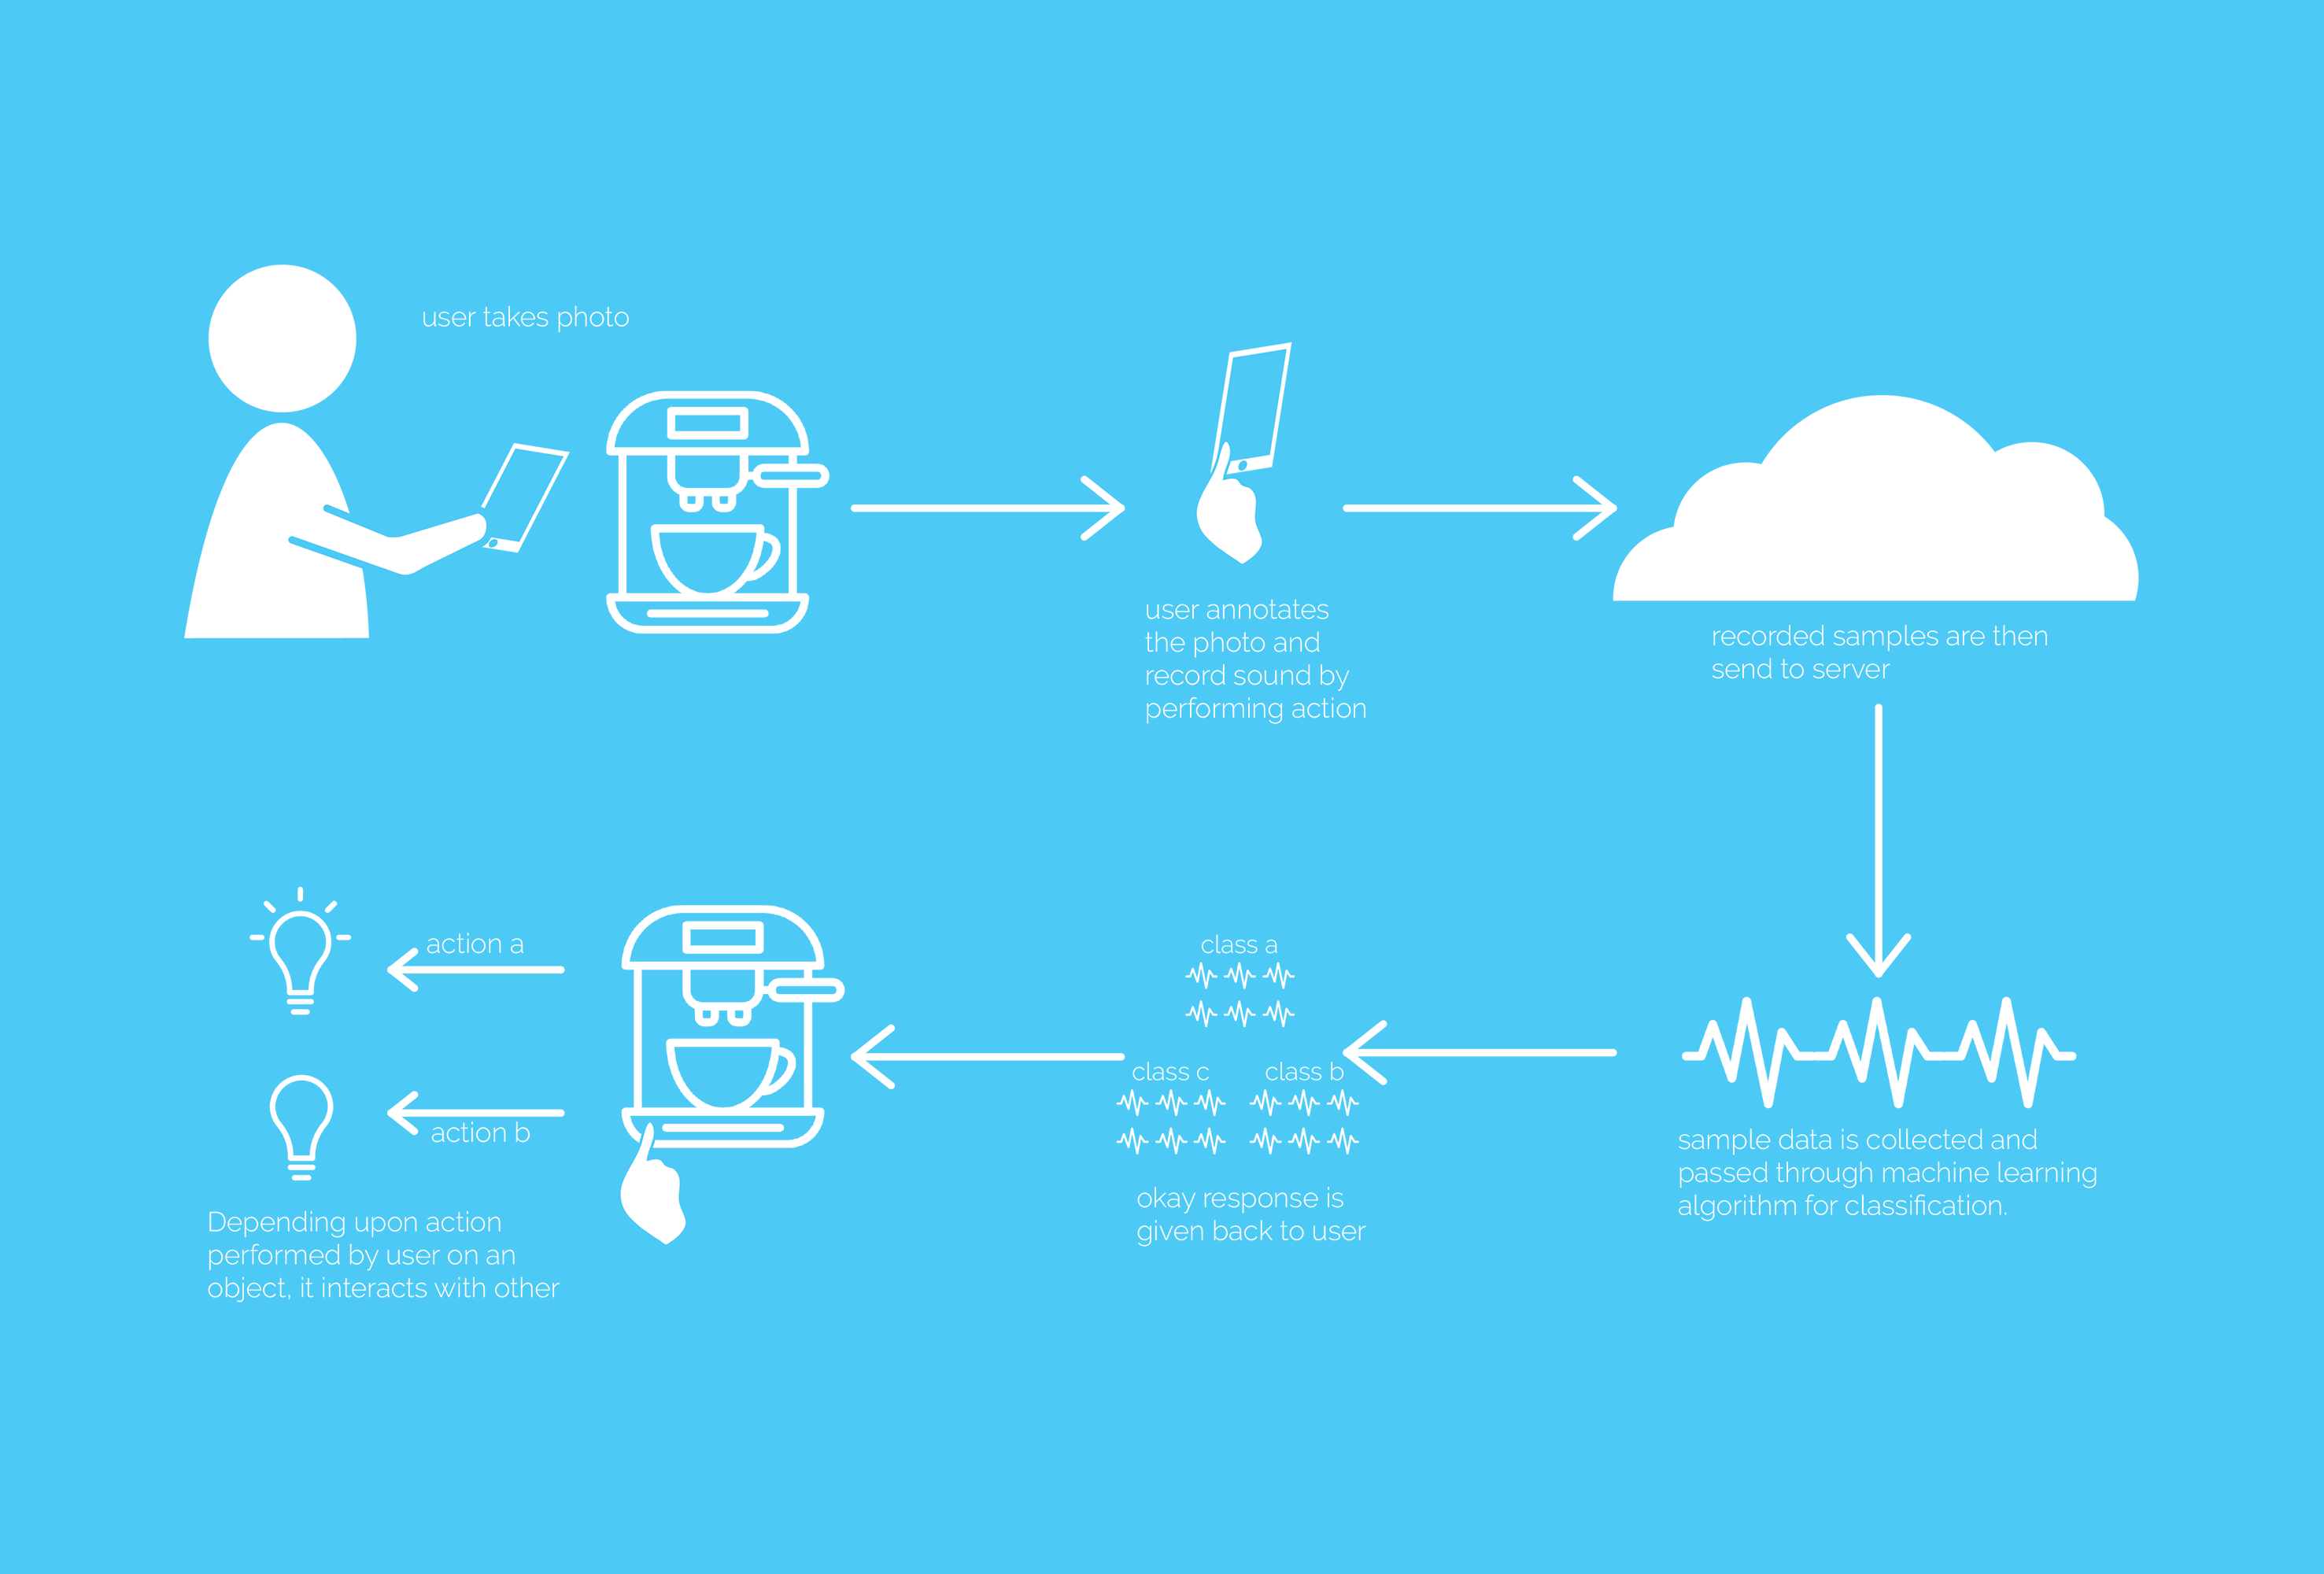 user takes photo
user annotates
the photo and
record sound by
performing action
recorded samples are then
send to server
sample data is collected and
passed through machine learning
algorithm for classification.
class a
class c
class b
okay response is
given back to user
action a
action b
Depending upon action
performed by user on an
object, it interacts with other